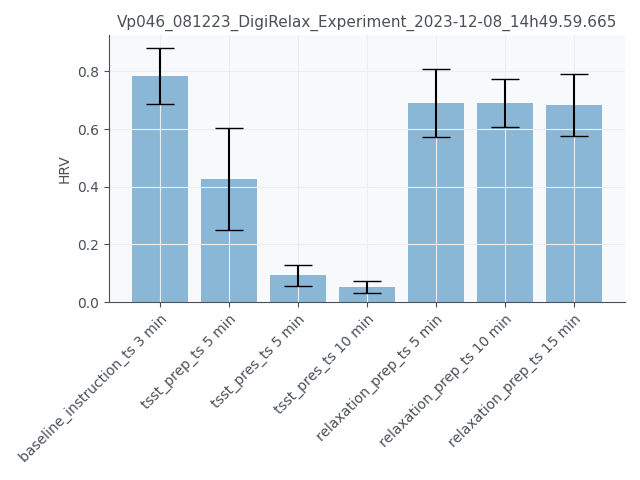 Vp046_081223_DigiRelax_Experiment_2023-12-08_14h49.59.665
HRV
0.8
0.6
0.4
0.2
0.0
baseline_instruction_ts 3 min
tsst_prep_ts 5 min
tsst_pres_ts 5 min
tsst_pres_ts 10 min
relaxation_prep_ts 5 min
relaxation_prep_ts 10 min
relaxation_prep_ts 15 min